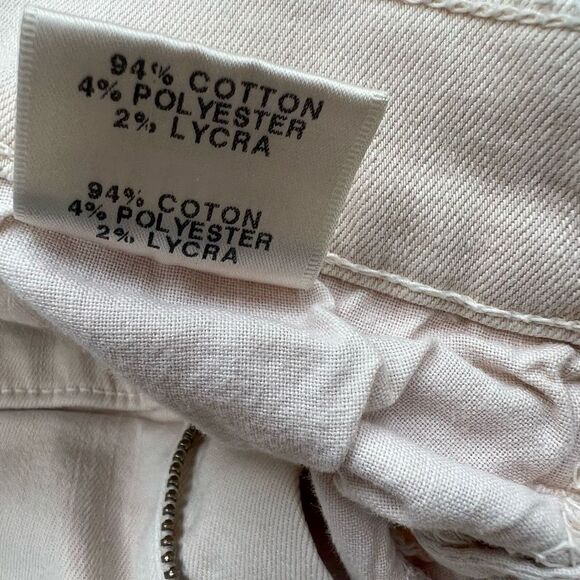 94% COTTON
4% POLYESTER
2% LYCRA
94% COTON
4% POLYESTER
2% LYCRA